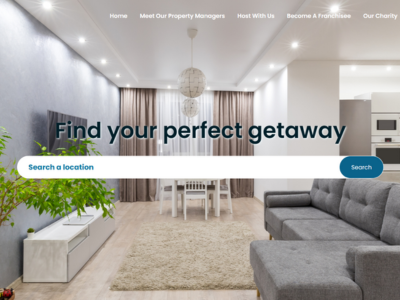 Home Meet Our Property Managers Host With Us Become A Franchisee Our Charity
Find your perfect getaway
Search a location Search